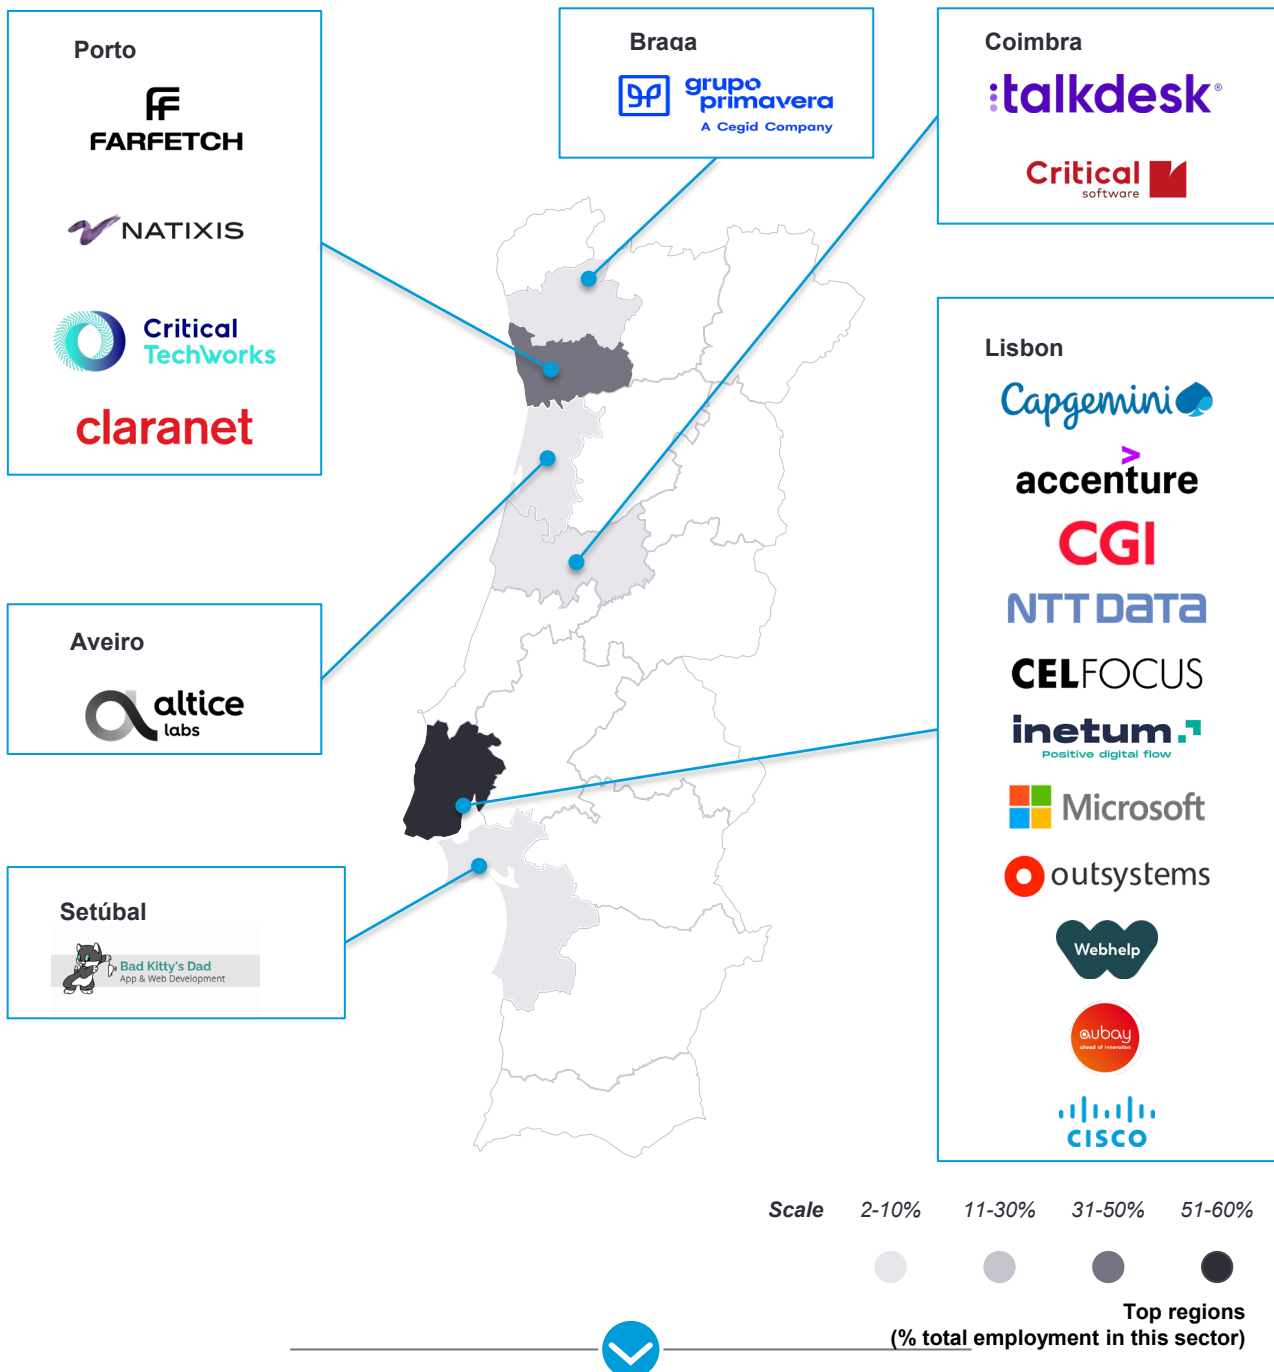 Porto
FARFETCH
NATIXIS
Critical
TechWorks
claranet
Braga
grupo
primavera
A Cegid Company
Coimbra
talkdesk®
Critical
software
Lisbon
Capgemini
accenture
CGI
NTT DATA
CELFOCUS
inetum.
Positive digital flow
Microsoft
outsystems
Webhelp
aubay
ahead of innovation
CISCO
Aveiro
altice
labs
Setúbal
Bad Kitty's Dad
App & Web Development
Scale 2-10% 11-30% 31-50% 51-60%
Top regions
(% total employment in this sector)